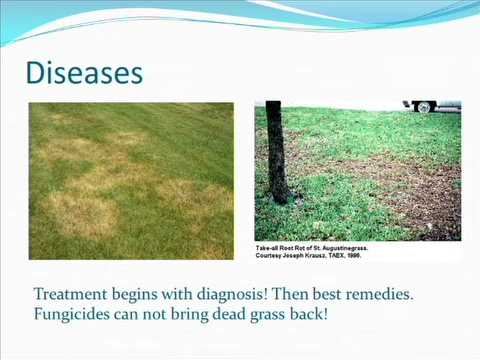 Diseases
Take-all Root Rot of St. Augustinegrass.
Courtesy Joseph Krausz, TAEX, 1996.
Treatment begins with diagnosis! Then best remedies.
Fungicides can not bring dead grass back!